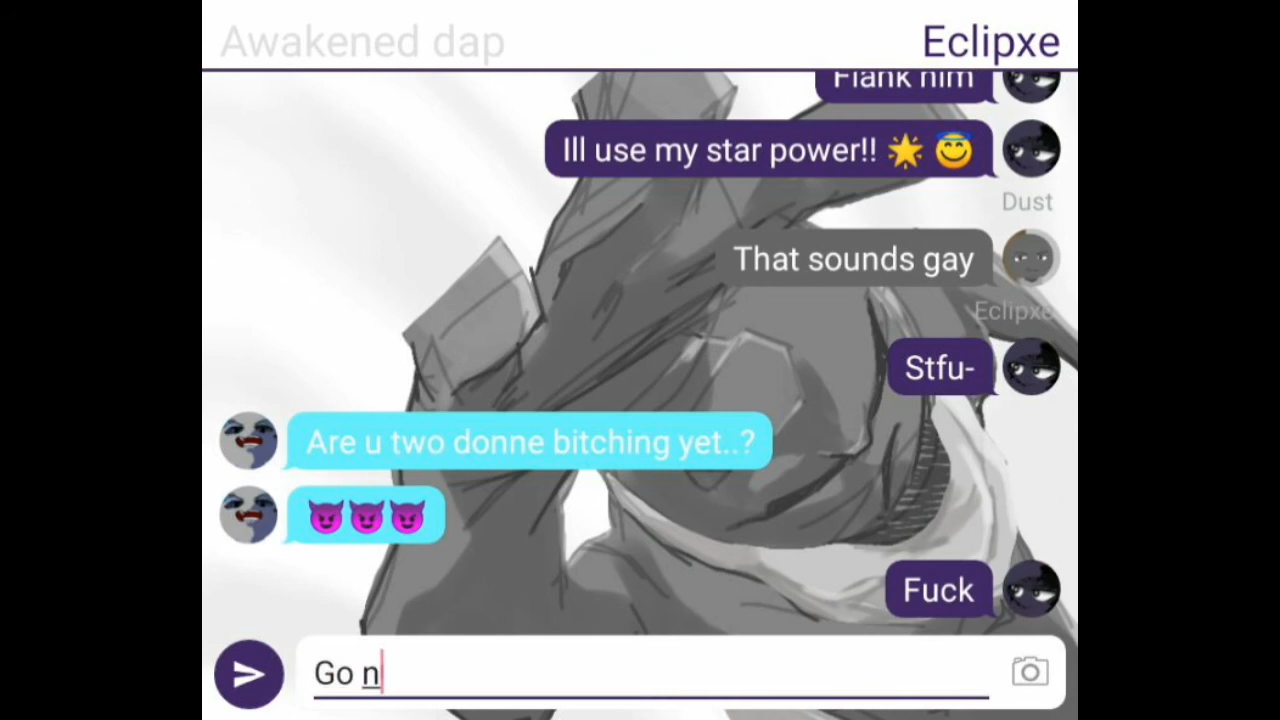 Awakened dap
Eclipxe
Flank him
Ill use my star power!! 🌟 😇
Dust
That sounds gay
Eclipxe
Stfu-
Are u two donne bitching yet..?
😈😈😈
Fuck
Go n